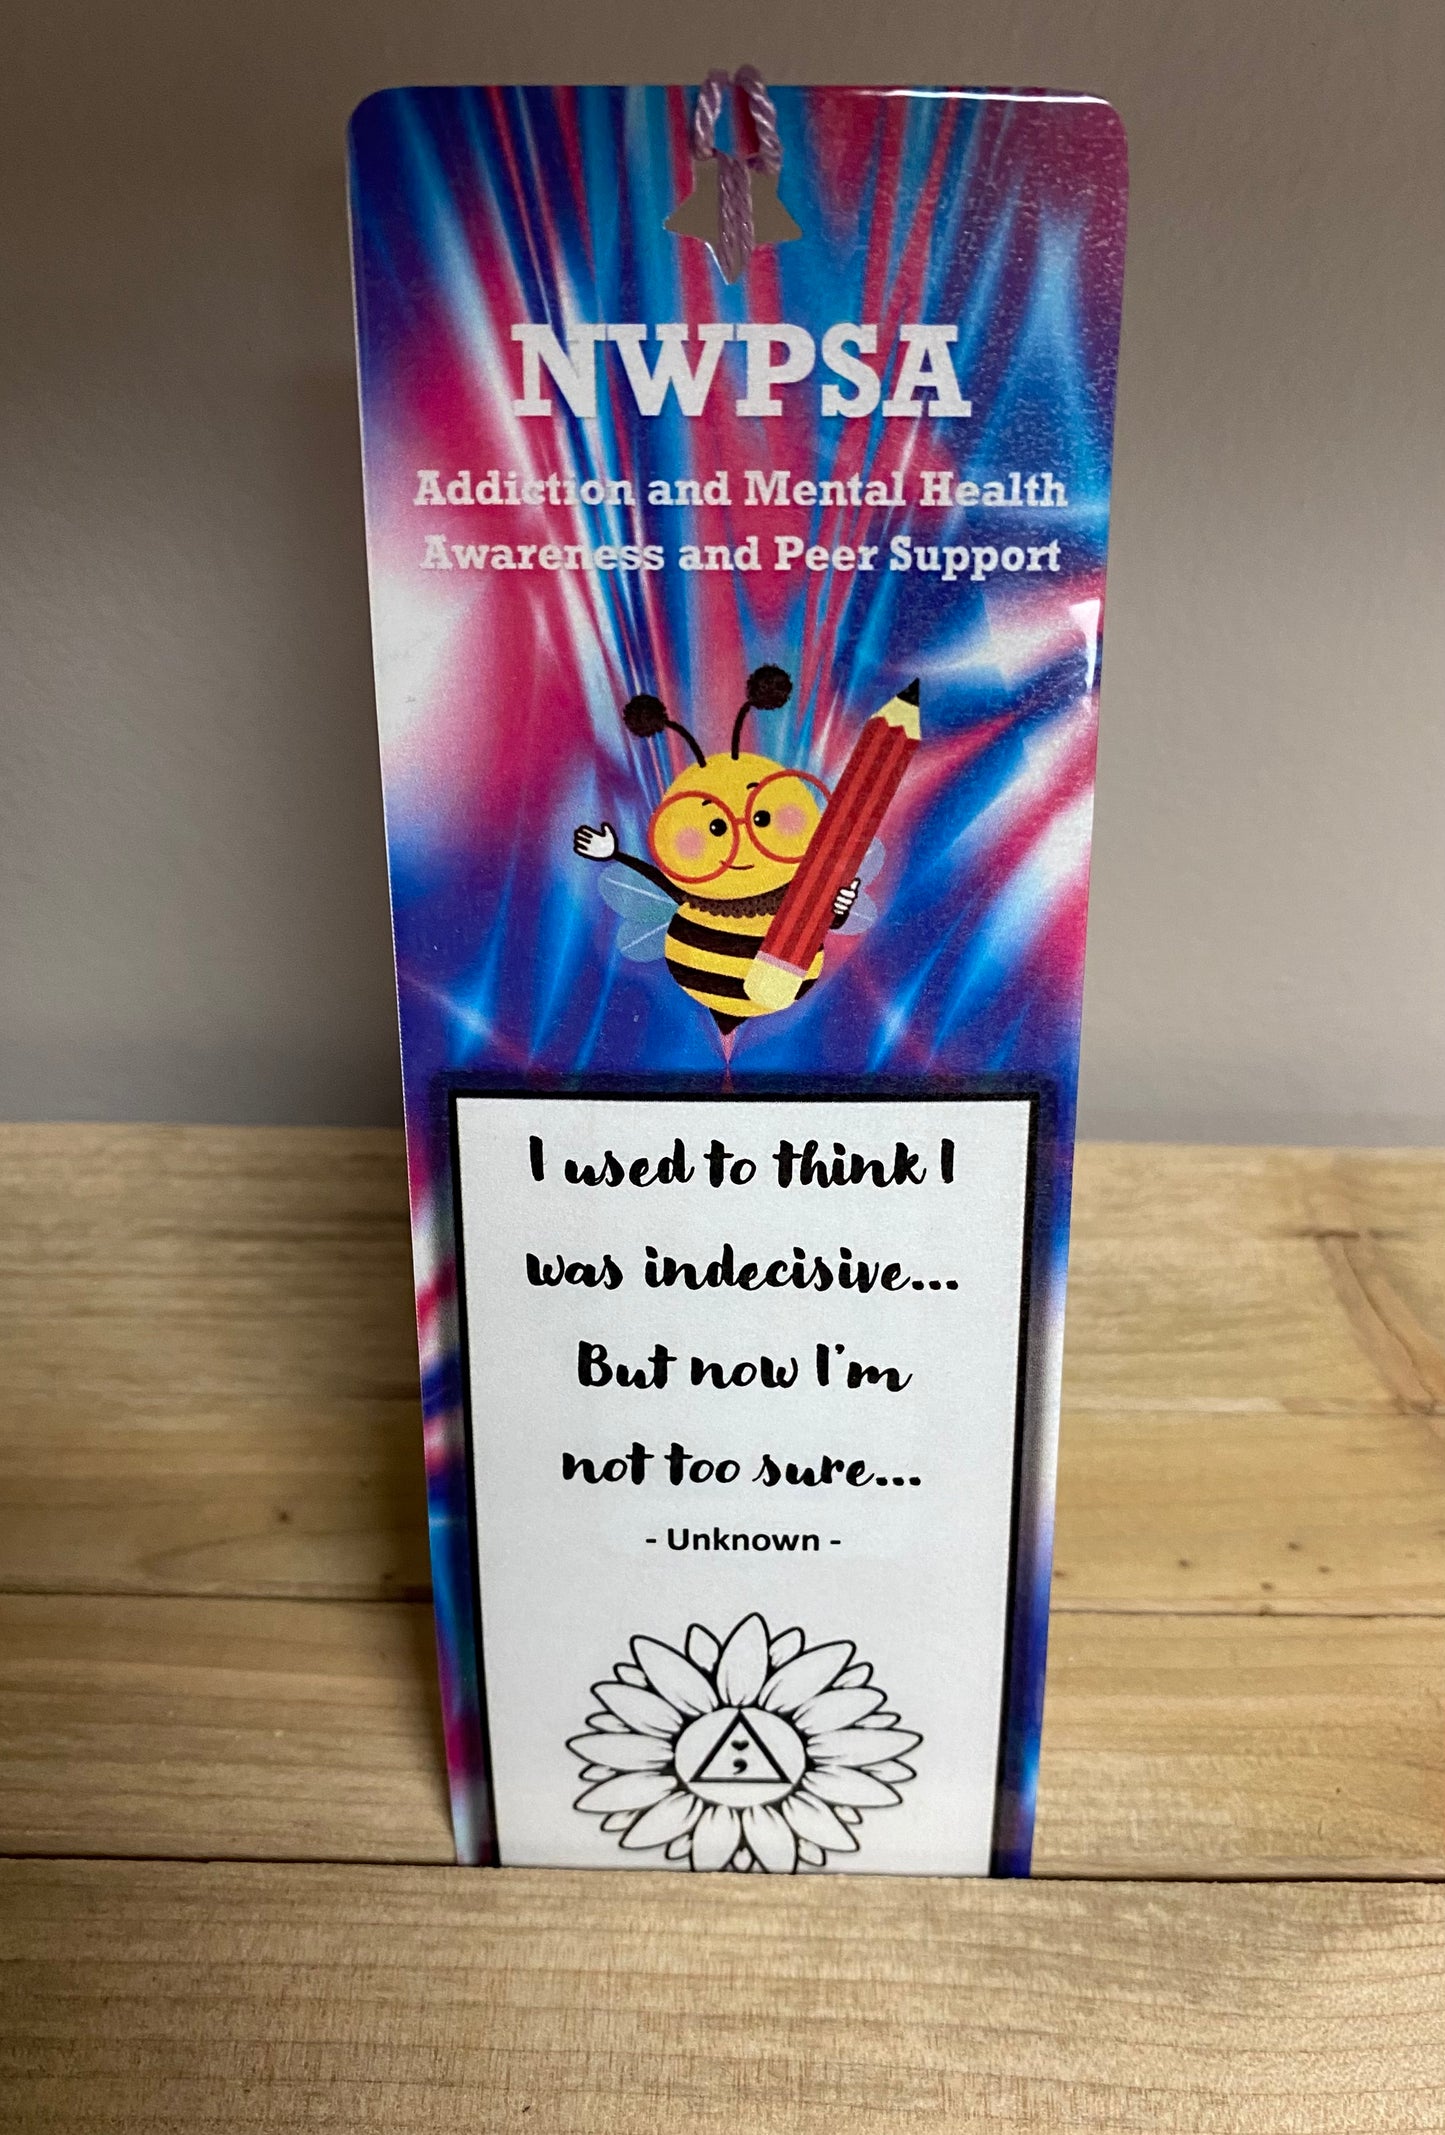 NWPSA
Addiction and Mental Health
Awareness and Peer Support
I used to think I
was indecisive...
But now I'm
not too sure...
- Unknown -